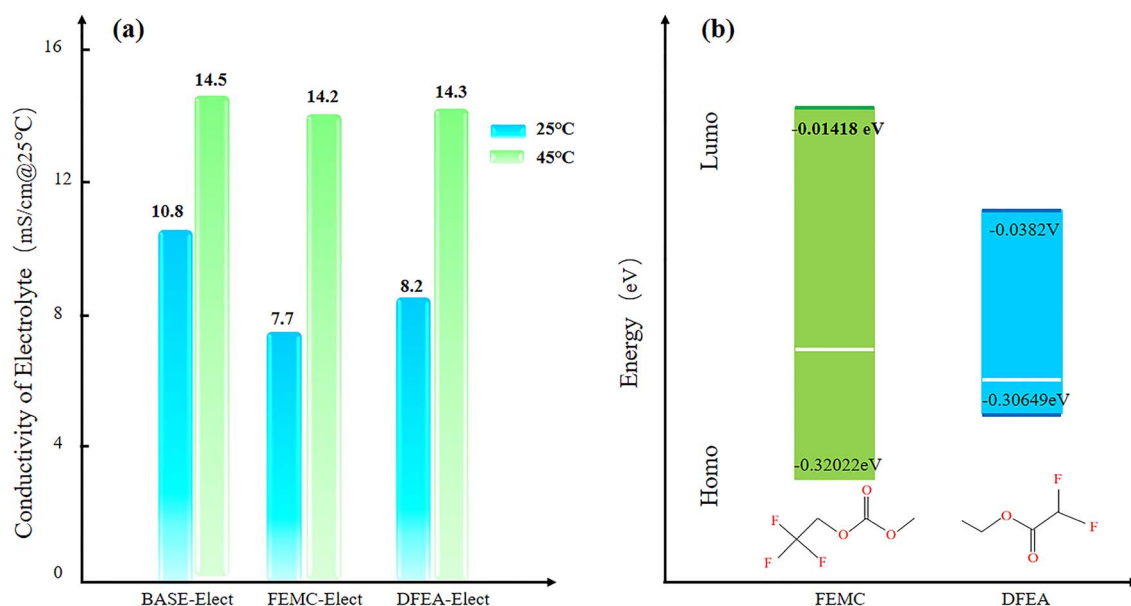 (a)
Conductivity of Electrolyte (mS/cm@25℃)
16
12
8
4
0
10.8
14.5
7.7
14.2
8.2
14.3
25℃
45℃
BASE-Elect
FEMC-Elect
DFEA-Elect
(b)
Energy (eV)
Lumo
Homo
-0.01418 eV
-0.32022eV
-0.0382V
-0.30649eV
F
F
F
O
O
O
O
O
F
F
FEMC
DFEA